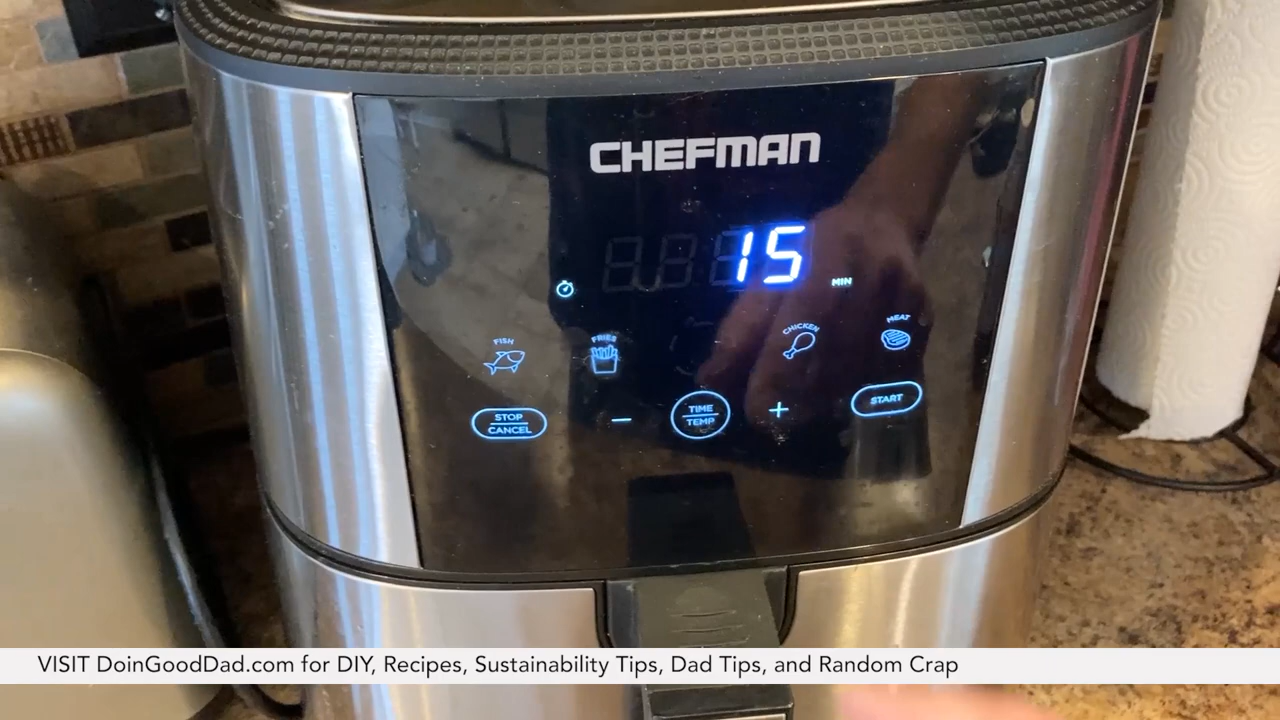 CHEFMAN
15
MIN
FISH
FRIES
CHICKEN
MEAT
STOP
CANCEL
−
TIME
TEMP
+
START
VISIT DoinGoodDad.com for DIY, Recipes, Sustainability Tips, Dad Tips, and Random Crap